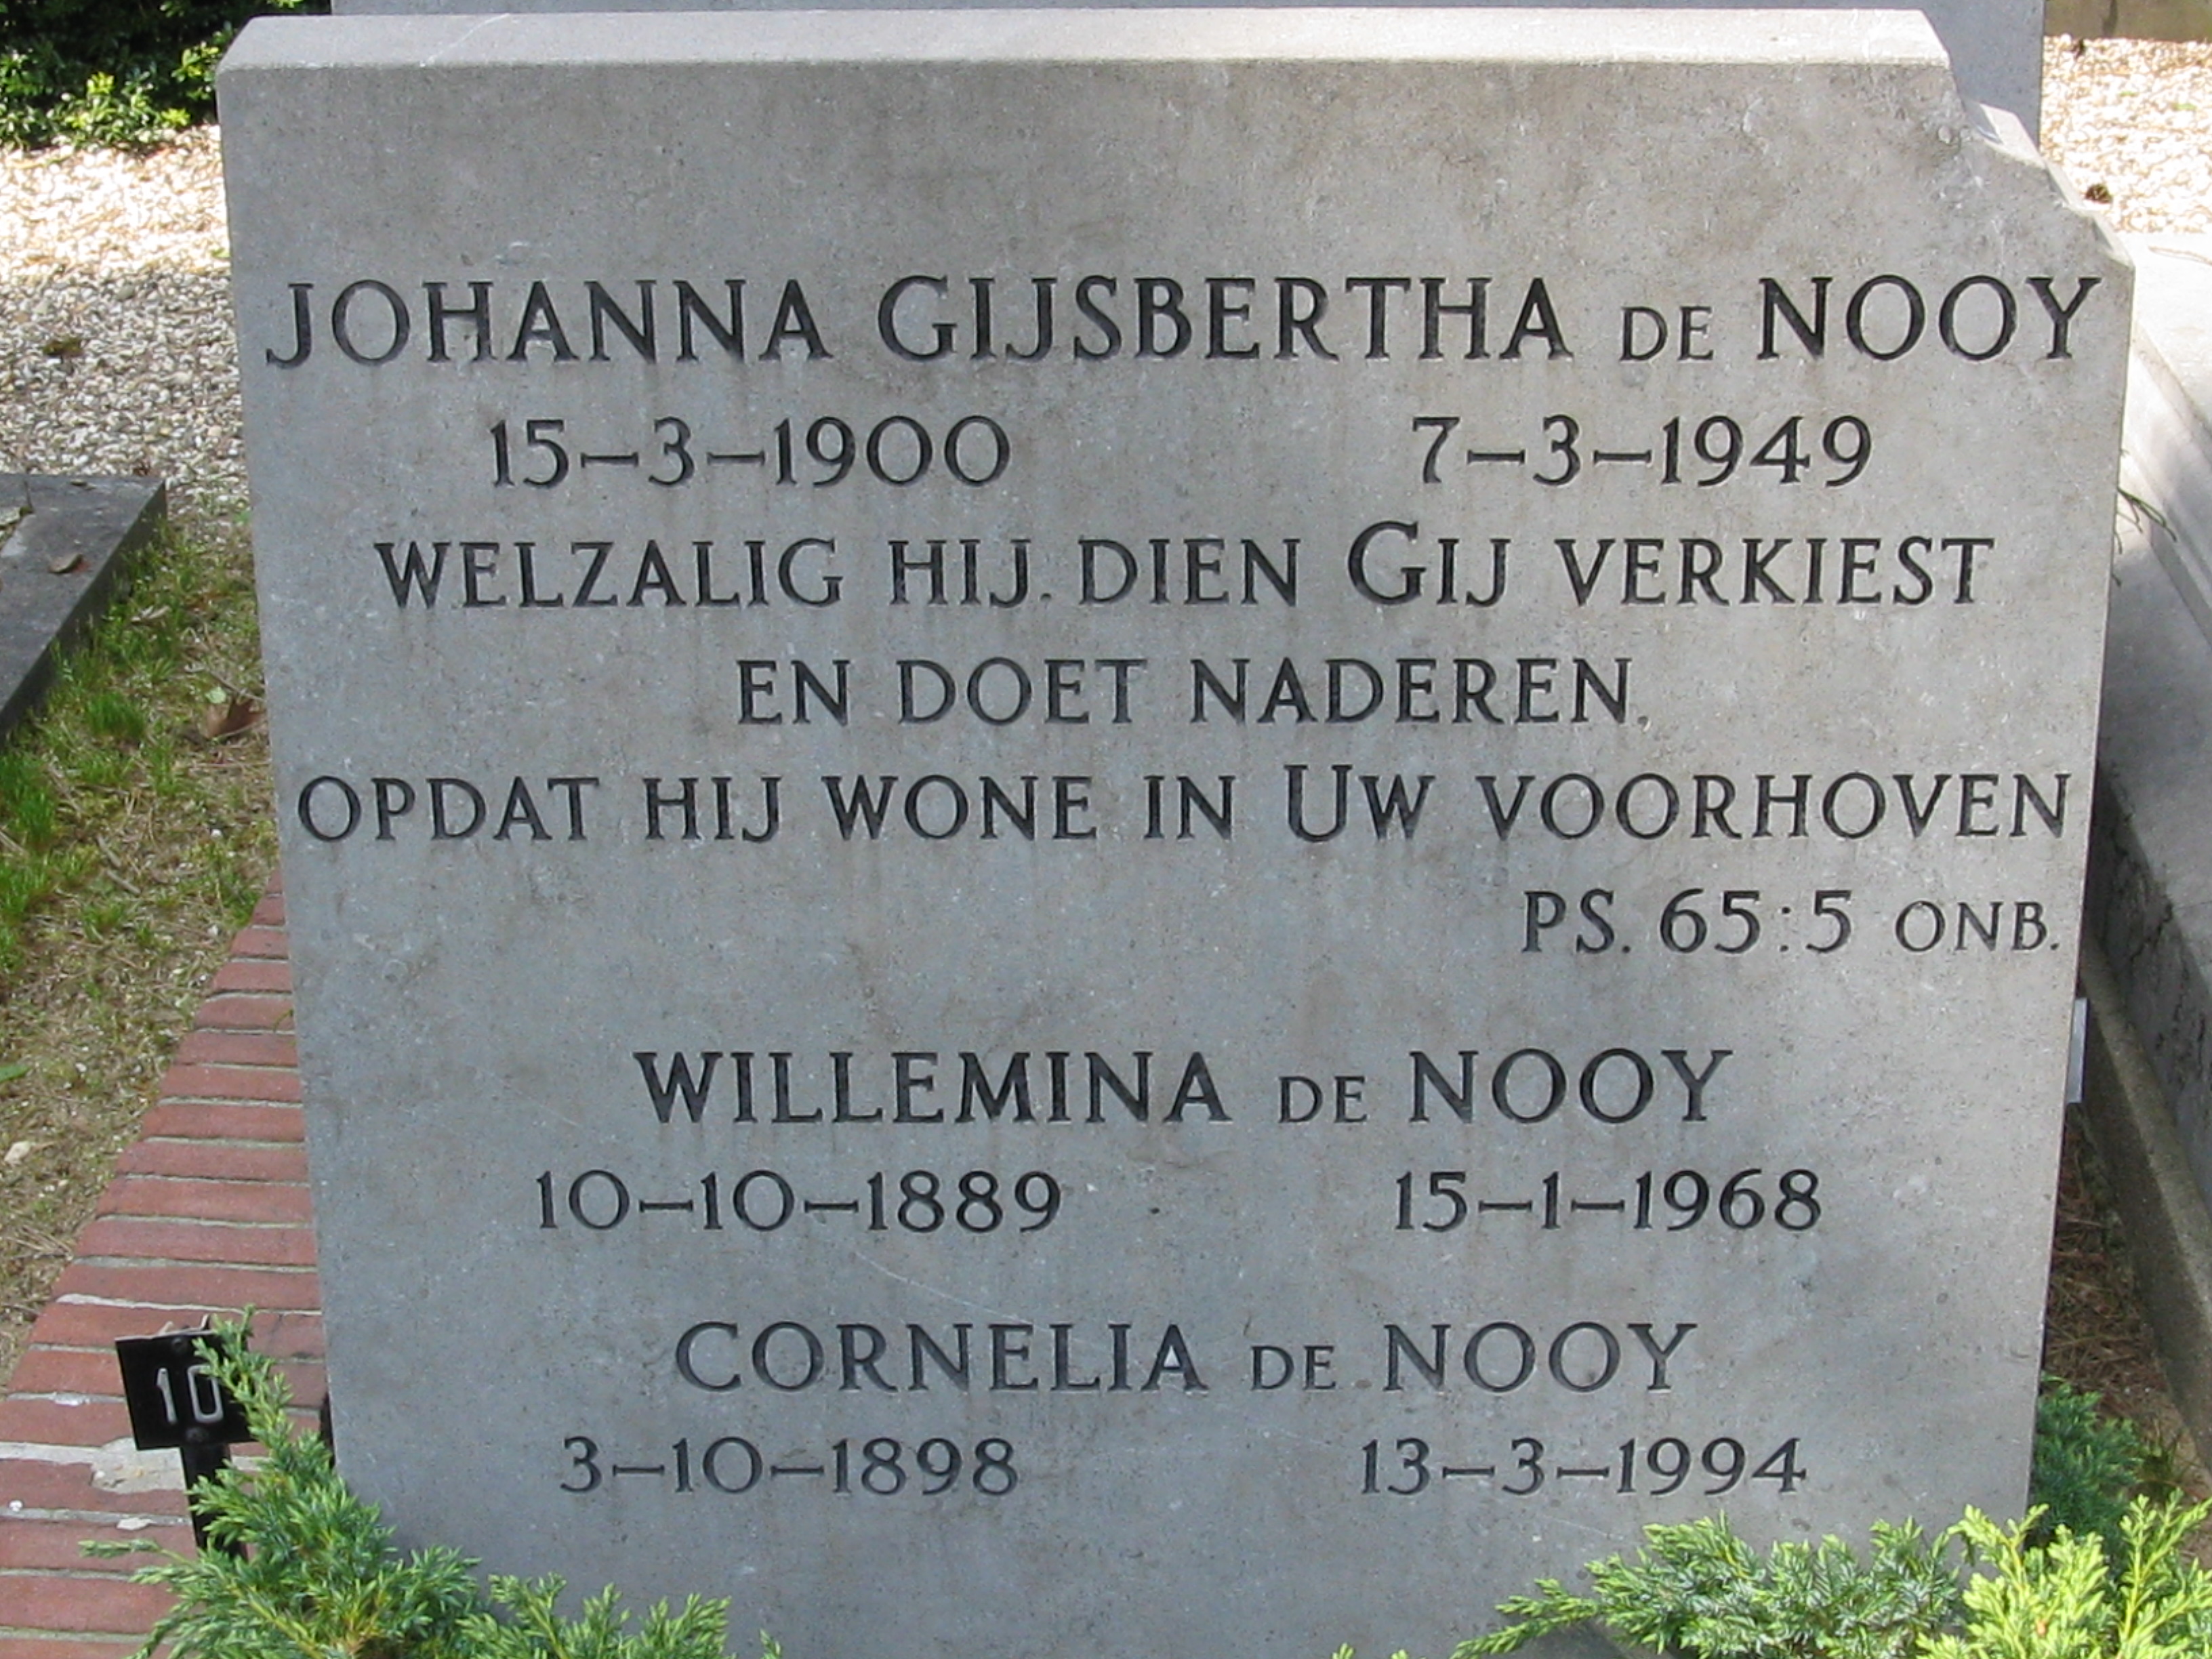 JOHANNA GIJSBERTHA DE NOOY
15-3-1900 7-3-1949
WELZALIG HIJ. DIEN GIJ VERKIEST
EN DOET NADEREN,
OPDAT HIJ WONE IN UW VOORHOVEN
PS. 65:5 ONB.
WILLEMINA DE NOOY
10-10-1889 15-1-1968
CORNELIA DE NOOY
3-10-1898 13-3-1994
10